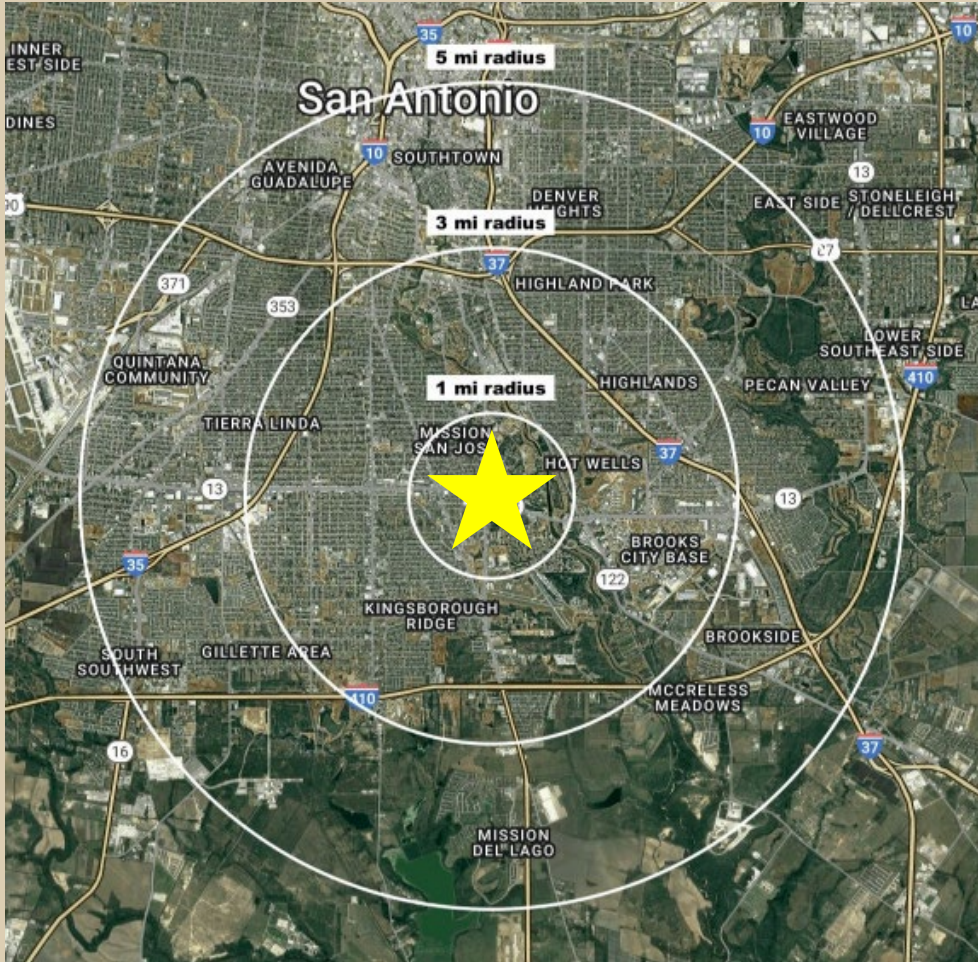 35
10
INNER
EST SIDE
5 mi radius
San Antonio
DINES
10
EASTWOOD
VILLAGE
10
SOUTHTOWN
AVENIDA
GUADALUPE
13
DENVER
HEIGHTS
EAST SIDE
STONELEIGH
/ DELLCREST
90
3 mi radius
37
87
371
HIGHLAND PARK
353
LOWER
SOUTHEAST SIDE
QUINTANA
COMMUNITY
1 mi radius
HIGHLANDS
PECAN VALLEY
410
TIERRA LINDA
MISSION
SAN JOS
HOT WELLS
37
13
13
35
BROOKS
CITY BASE
122
KINGSBOROUGH
RIDGE
BROOKSIDE
SOUTH
SOUTHWEST
GILLETTE AREA
410
MCCRELESS
MEADOWS
16
37
MISSION
DEL LAGO